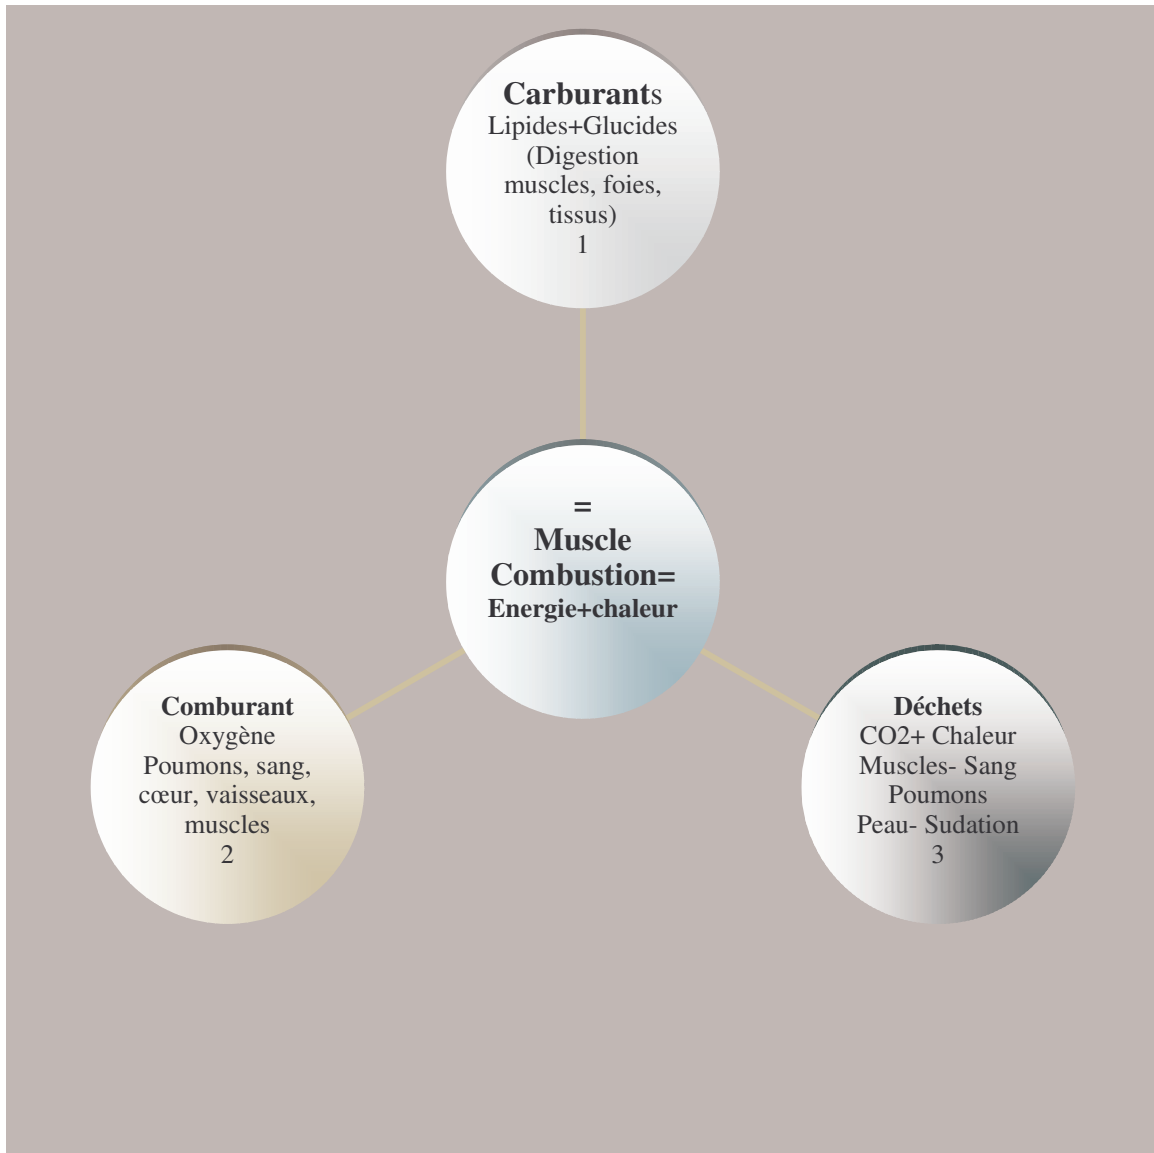 Carburants
Lipides+Glucides
(Digestion
muscles, foies,
tissus)
1
=
Muscle
Combustion=
Energie+chaleur
Comburant
Oxygène
Poumons, sang,
cœur, vaisseaux,
muscles
2
Déchets
CO2+ Chaleur
Muscles- Sang
Poumons
Peau- Sudation
3